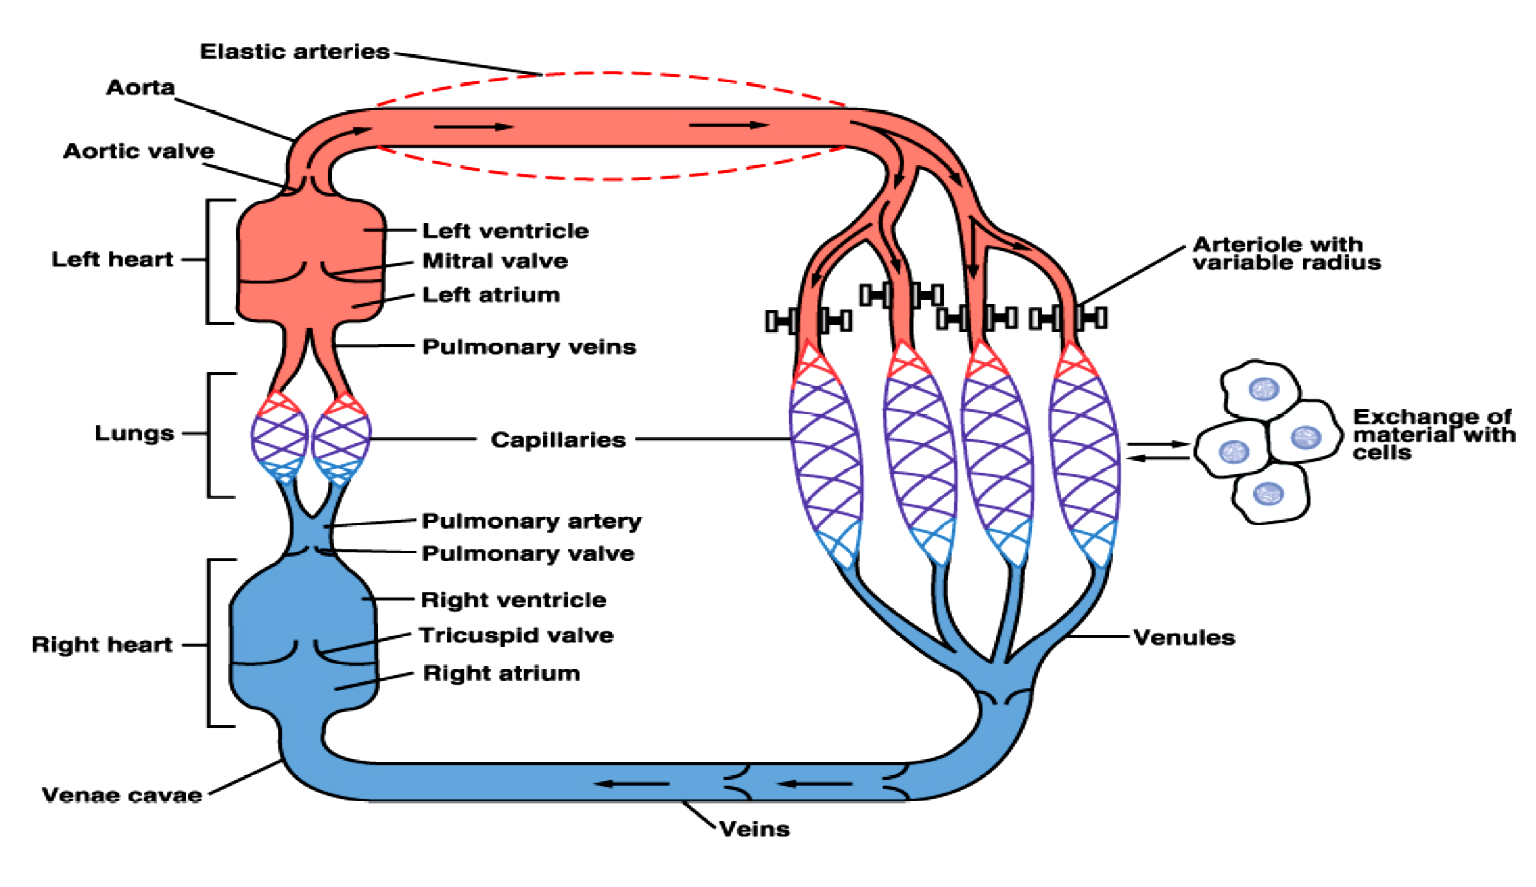 Elastic arteries
Aorta
Aortic valve
Left heart
Left ventricle
Mitral valve
Left atrium
Pulmonary veins
Arteriole with
variable radius
Lungs
Capillaries
Exchange of
material with
cells
Pulmonary artery
Pulmonary valve
Right heart
Right ventricle
Tricuspid valve
Right atrium
Venules
Venae cavae
Veins